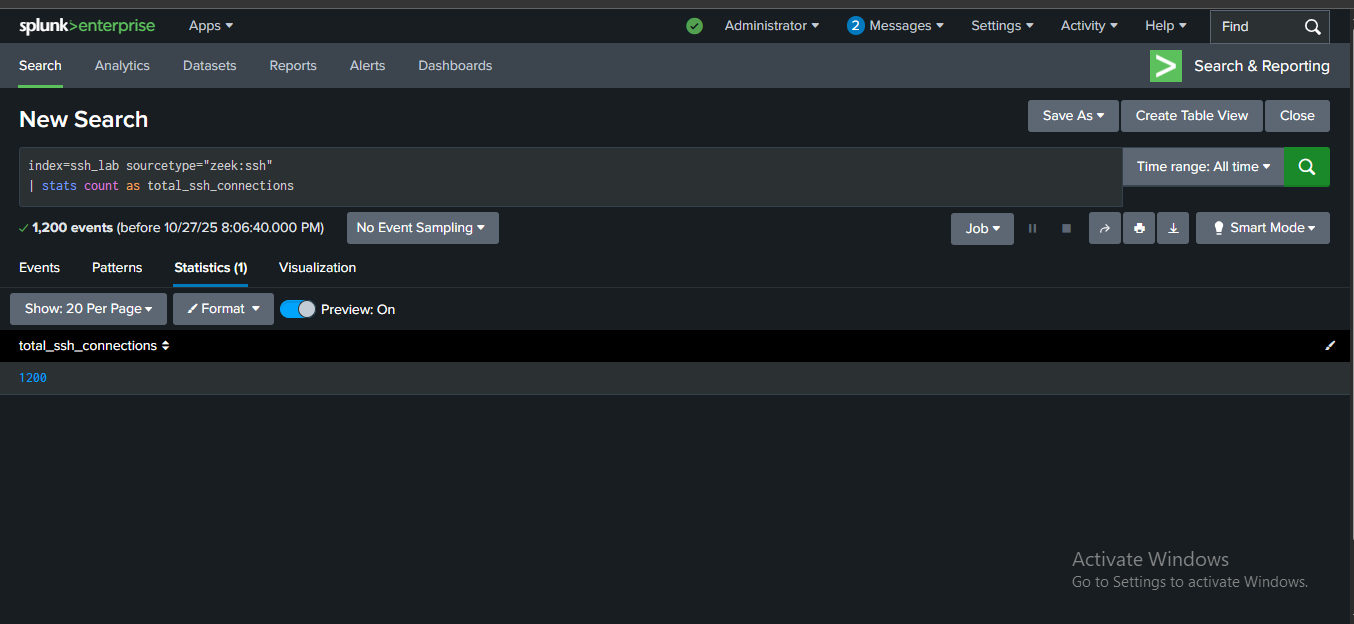 splunk>enterprise Apps Administrator 2 Messages Settings Activity Help Find
Search Analytics Datasets Reports Alerts Dashboards > Search & Reporting
New Search Save As Create Table View Close
index=ssh_lab sourcetype="zeek:ssh"
| stats count as total_ssh_connections
Time range: All time
1,200 events (before 10/27/25 8:06:40.000 PM) No Event Sampling Job Smart Mode
Events Patterns Statistics (1) Visualization
Show: 20 Per Page Format Preview: On
total_ssh_connections
1200
Activate Windows
Go to Settings to activate Windows.